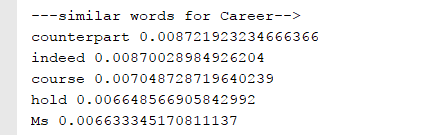 ---similar words for Career-->
counterpart 0.008721923234666366
indeed 0.00870028984926204
course 0.007048728719640239
hold 0.006648566905842992
Ms 0.006633345170811137